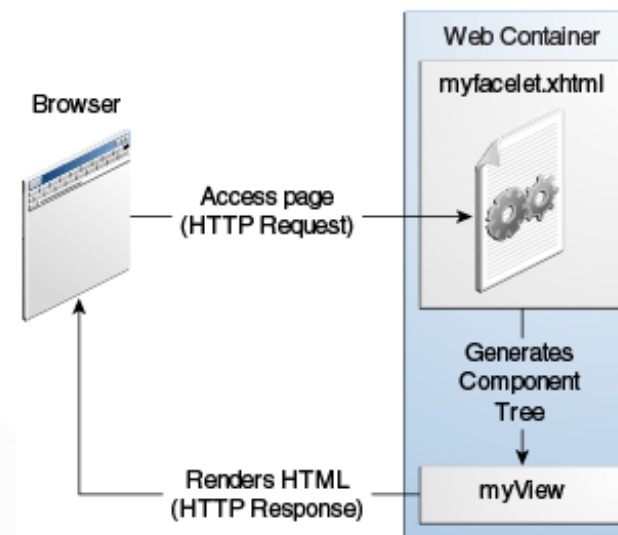 Web Container
myfacelet.xhtml
Browser
Access page
(HTTP Request)
Generates
Component
Tree
Renders HTML
(HTTP Response)
myView